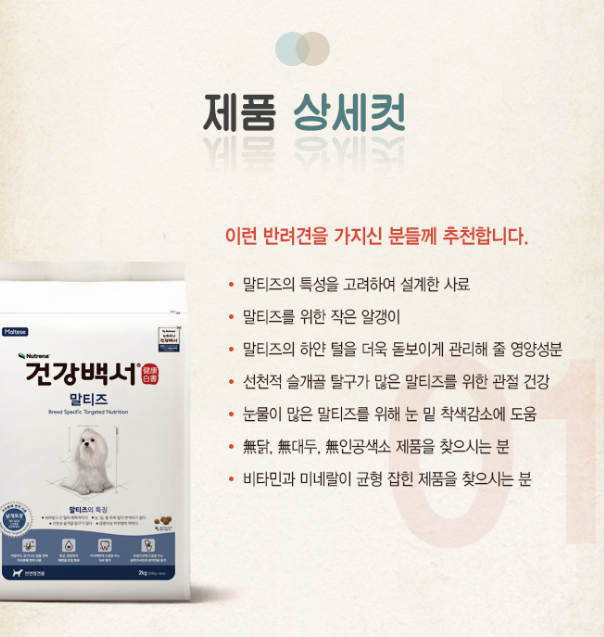 제품 상세컷
이런 반려견을 가지신 분들께 추천합니다.
• 말티즈의 특성을 고려하여 설계한 사료
• 말티즈를 위한 작은 알갱이
• 말티즈의 하얀 털을 더욱 돋보이게 관리해 줄 영양성분
• 선천적 슬개골 탈구가 많은 말티즈를 위한 관절 건강
• 눈물이 많은 말티즈를 위해 눈 밑 착색감소에 도움
• 無닭, 無대두, 無인공색소 제품을 찾으시는 분
• 비타민과 미네랄이 균형 잡힌 제품을 찾으시는 분
01
Maltese
Nutrena
건강백서
健康
白書
말티즈
Breed Specific Targeted Nutrition
말티즈의 특징
전연령견용
2kg